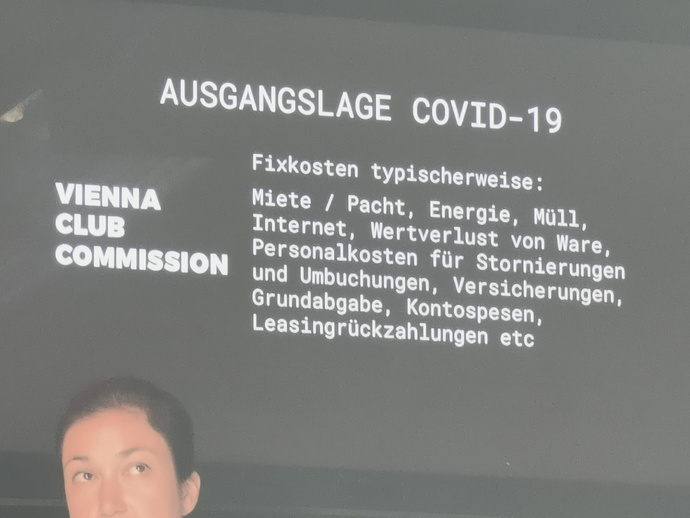 AUSGANGSLAGE COVID-19
VIENNA
CLUB
COMMISSION
Fixkosten typischerweise:
Miete / Pacht, Energie, Müll,
Internet, Wertverlust von Ware,
Personalkosten für Stornierungen
und Umbuchungen, Versicherungen,
Grundabgabe, Kontospesen,
Leasingrückzahlungen etc